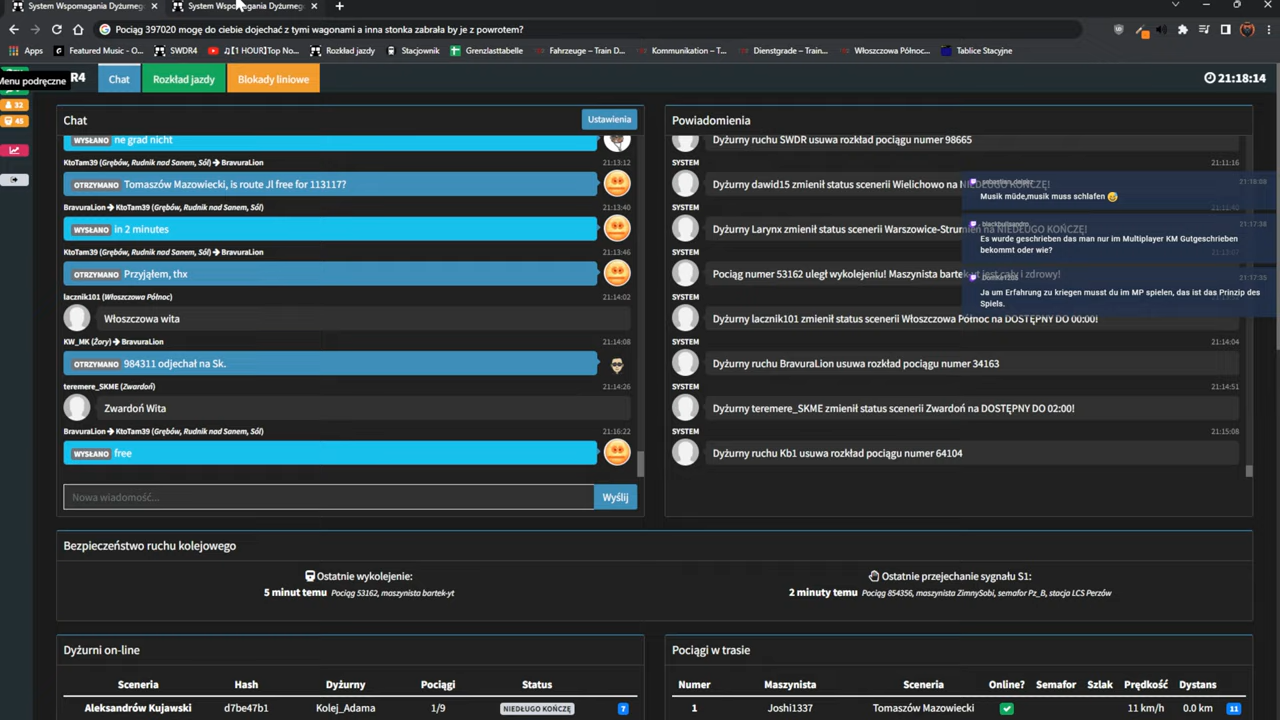 System Wspomagania Dyżurneg
System Wspomagania Dyżurneg
Pociąg 397020 mogę do ciebie dojechać z tymi wagonami a inna stonka zabrała by je z powrotem?
Apps
Featured Music - O...
SWDR4
♫[1 HOUR]Top No...
Rozkład jazdy
Stacjownik
Grenzlasttabelle
Fahrzeuge – Train D...
Kommunikation – T...
Dienstgrade – Train...
Włoszczowa Północ...
Tablice Stacyjne
Menu podręczne
R4
Chat
Rozkład jazdy
Blokady liniowe
21:18:14
32
45
Chat
Ustawienia
WYSŁANO ne grad nicht
KtoTam39 (Grębów, Rudnik nad Sanem, Sól) → BravuraLion
21:13:12
OTRZYMANO Tomaszów Mazowiecki, is route Jl free for 113117?
BravuraLion → KtoTam39 (Grębów, Rudnik nad Sanem, Sól)
21:13:40
WYSŁANO in 2 minutes
KtoTam39 (Grębów, Rudnik nad Sanem, Sól) → BravuraLion
21:13:46
OTRZYMANO Przyjąłem, thx
lacznik101 (Włoszczowa Północ)
21:14:02
Włoszczowa wita
KW_MK (Żory) → BravuraLion
21:14:08
OTRZYMANO 984311 odjechał na Sk.
teremere_SKME (Zwardoń)
21:14:26
Zwardoń Wita
BravuraLion → KtoTam39 (Grębów, Rudnik nad Sanem, Sól)
21:16:22
WYSŁANO free
Nowa wiadomość...
Wyślij
Powiadomienia
Dyżurny ruchu SWDR usuwa rozkład pociągu numer 98665
SYSTEM
21:11:16
Dyżurny dawid15 zmienił status scenerii Wielichowo na NIEDŁUGO KOŃCZĘ!
SYSTEM
Dyżurny Larynx zmienił status scenerii Warszowice-Strumień na NIEDŁUGO KOŃCZĘ!
SYSTEM
Pociąg numer 53162 uległ wykolejeniu! Maszynista bartek-yt jest cały i zdrowy!
SYSTEM
Dyżurny lacznik101 zmienił status scenerii Włoszczowa Północ na DOSTĘPNY DO 00:00!
SYSTEM
21:14:04
Dyżurny ruchu BravuraLion usuwa rozkład pociągu numer 34163
SYSTEM
21:14:51
Dyżurny teremere_SKME zmienił status scenerii Zwardoń na DOSTĘPNY DO 02:00!
SYSTEM
21:15:08
Dyżurny ruchu Kb1 usuwa rozkład pociągu numer 64104
21:18:08
Musik müde,musik muss schlafen 😅
21:17:38
Es wurde geschrieben das man nur im Multiplayer KM Gutgeschrieben
bekommt oder wie?
21:17:35
Ja um Erfahrung zu kriegen musst du im MP spielen, das ist das Prinzip des
Spiels.
Bezpieczeństwo ruchu kolejowego
Ostatnie wykolejenie:
5 minut temu Pociąg 53162, maszynista bartek-yt
Ostatnie przejechanie sygnału S1:
2 minuty temu Pociąg 854356, maszynista ZimnySobi, semafor Pz_B, stacja LCS Perzów
Dyżurni on-line
Sceneria Hash Dyżurny Pociągi Status
Aleksandrów Kujawski d7be47b1 Kolej_Adama 1/9 NIEDŁUGO KOŃCZĘ 7
Pociągi w trasie
Numer Maszynista Sceneria Online? Semafor Szlak Prędkość Dystans
1 Joshi1337 Tomaszów Mazowiecki 11 km/h 0.0 km 11